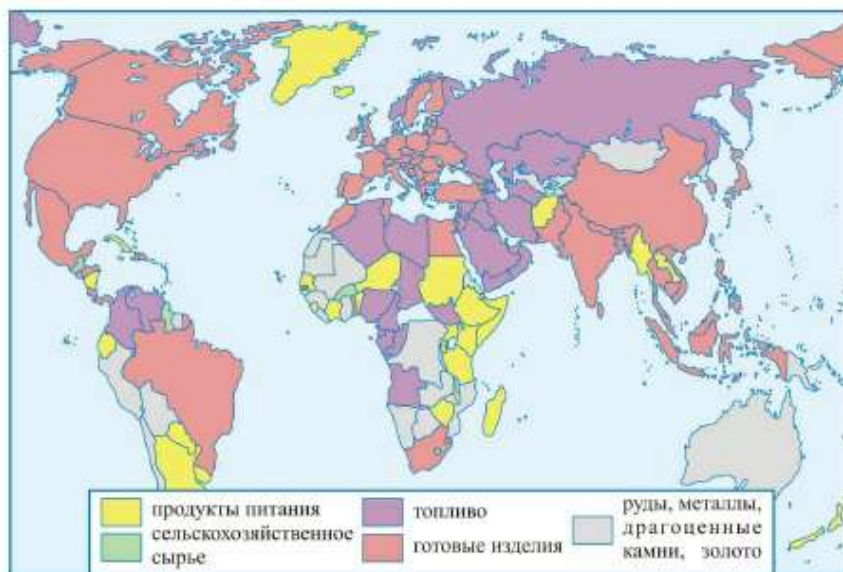 продукты питания
сельскохозяйственное
сырье
топливо
готовые изделия
руды, металлы,
драгоценные
камни, золото